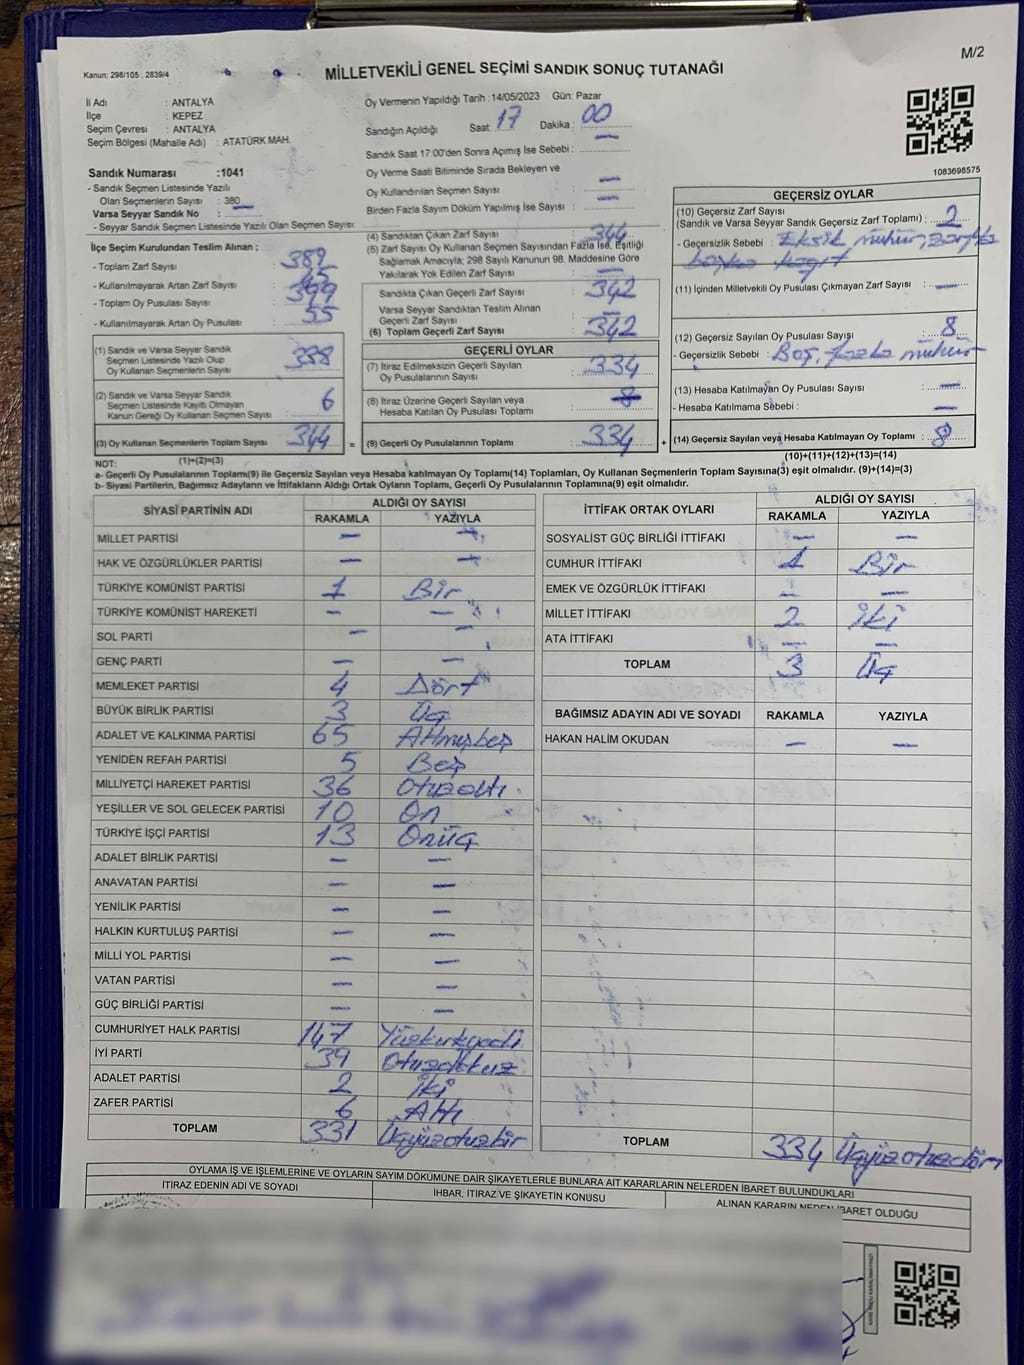 M/2
Kanun; 298/105 , 2839/4
MİLLETVEKİLİ GENEL SEÇİMİ SANDIK SONUÇ TUTANAĞI
İl Adı : ANTALYA
İlçe : KEPEZ
Seçim Çevresi : ANTALYA
Seçim Bölgesi (Mahalle Adı) : ATATÜRK MAH.
Sandık Numarası :1041
- Sandık Seçmen Listesinde Yazılı
Olan Seçmenlerin Sayısı : 380
Varsa Seyyar Sandık No :
- Seyyar Sandık Seçmen Listesinde Yazılı Olan Seçmen Sayısı:
İlçe Seçim Kurulundan Teslim Alınan ;
- Toplam Zarf Sayısı : 389
- Kullanılmayarak Artan Zarf Sayısı : 45
- Toplam Oy Pusulası Sayısı : 399
- Kullanılmayarak Artan Oy Pusulası : 55
Oy Vermenin Yapıldığı Tarih :14/05/2023 Gün: Pazar
Sandığın Açıldığı Saat : 17 Dakika : 00
Sandık Saat 17:00'den Sonra Açımış İse Sebebi :
Oy Verme Saati Bitiminde Sırada Bekleyen ve
Oy Kullandırılan Seçmen Sayısı : —
Birden Fazla Sayım Döküm Yapılmış İse Sayısı : —
(4) Sandıktan Çıkan Zarf Sayısı : 344
(5) Zarf Sayısı Oy Kullanan Seçmen Sayısından Fazla İse, Eşitliği
Sağlamak Amacıyla; 298 Sayılı Kanunun 98. Maddesine Göre
Yakılarak Yok Edilen Zarf Sayısı : —
Sandıkta Çıkan Geçerli Zarf Sayısı : 342
Varsa Seyyar Sandıktan Teslim Alınan
Geçerli Zarf Sayısı : —
(6) Toplam Geçerli Zarf Sayısı : 342
1083698575
GEÇERSİZ OYLAR
(10) Geçersiz Zarf Sayısı
(Sandık ve Varsa Seyyar Sandık Geçersiz Zarf Toplamı) : 2
- Geçersizlik Sebebi : Eksik mühür, zarfta
başka kağıt
(11) İçinden Milletvekili Oy Pusulası Çıkmayan Zarf Sayısı : —
(12) Geçersiz Sayılan Oy Pusulası Sayısı : 8
- Geçersizlik Sebebi : Boş, fazla mühür
(13) Hesaba Katılmayan Oy Pusulası Sayısı : —
- Hesaba Katılmama Sebebi : —
(14) Geçersiz Sayılan veya Hesaba Katılmayan Oy Toplamı : 8
(10)+(11)+(12)+(13)=(14)
(1) Sandık ve Varsa Seyyar Sandık
Seçmen Listesinde Yazılı Olup
Oy Kullanan Seçmenlerin Sayısı : 338
(2) Sandık ve Varsa Seyyar Sandık
Seçmen Listesinde Kayıtlı Olmayan
Kanun Gereği Oy Kullanan Seçmen Sayısı : 6
(3) Oy Kullanan Seçmenlerin Toplam Sayısı : 344 =
(1)+(2)=(3)
GEÇERLİ OYLAR
(7) İtiraz Edilmeksizin Geçerli Sayılan
Oy Pusulalarının Sayısı : 334
(8) İtiraz Üzerine Geçerli Sayılan veya
Hesaba Katılan Oy Pusulası Toplamı :
(9) Geçerli Oy Pusulalarının Toplamı : 334 +
NOT:
a- Geçerli Oy Pusulalarının Toplamı(9) ile Geçersiz Sayılan veya Hesaba katılmayan Oy Toplamı(14) Toplamları, Oy Kullanan Seçmenlerin Toplam Sayısına(3) eşit olmalıdır. (9)+(14)=(3)
b- Siyasi Partilerin, Bağımsız Adayların ve İttifakların Aldığı Ortak Oyların Toplamı, Geçerli Oy Pusulalarının Toplamına(9) eşit olmalıdır.
SİYASİ PARTİNİN ADI ALDIĞI OY SAYISI
RAKAMLA YAZIYLA
MİLLET PARTİSİ — —
HAK VE ÖZGÜRLÜKLER PARTİSİ — —
TÜRKİYE KOMÜNİST PARTİSİ 1 Bir
TÜRKİYE KOMÜNİST HAREKETİ — —
SOL PARTİ — —
GENÇ PARTİ — —
MEMLEKET PARTİSİ 4 Dört
BÜYÜK BİRLİK PARTİSİ 3 Üç
ADALET VE KALKINMA PARTİSİ 65 Altmışbeş
YENİDEN REFAH PARTİSİ 5 Beş
MİLLİYETÇİ HAREKET PARTİSİ 36 Otuzaltı
YEŞİLLER VE SOL GELECEK PARTİSİ 10 On
TÜRKİYE İŞÇİ PARTİSİ 13 Onüç
ADALET BİRLİK PARTİSİ — —
ANAVATAN PARTİSİ — —
YENİLİK PARTİSİ — —
HALKIN KURTULUŞ PARTİSİ — —
MİLLİ YOL PARTİSİ — —
VATAN PARTİSİ — —
GÜÇ BİRLİĞİ PARTİSİ — —
CUMHURİYET HALK PARTİSİ 147 Yüzkırkyedi
İYİ PARTİ 39 Otuzdokuz
ADALET PARTİSİ 2 İki
ZAFER PARTİSİ 6 Altı
TOPLAM 331 Üçyüzotuzbir
İTTİFAK ORTAK OYLARI ALDIĞI OY SAYISI
RAKAMLA YAZIYLA
SOSYALİST GÜÇ BİRLİĞİ İTTİFAKI — —
CUMHUR İTTİFAKI 1 Bir
EMEK VE ÖZGÜRLÜK İTTİFAKI — —
MİLLET İTTİFAKI 2 İki
ATA İTTİFAKI — —
TOPLAM 3 Üç
BAĞIMSIZ ADAYIN ADI VE SOYADI RAKAMLA YAZIYLA
HAKAN HALİM OKUDAN — —
TOPLAM 334 Üçyüzotuzdört
OYLAMA İŞ VE İŞLEMLERİNE VE OYLARIN SAYIM DÖKÜMÜNE DAİR ŞİKAYETLERLE BUNLARA AİT KARARLARIN NELERDEN İBARET BULUNDUKLARI
İTİRAZ EDENİN ADI VE SOYADI İHBAR, İTİRAZ VE ŞİKAYETİN KONUSU ALINAN KARARIN NEDEN İBARET OLDUĞU